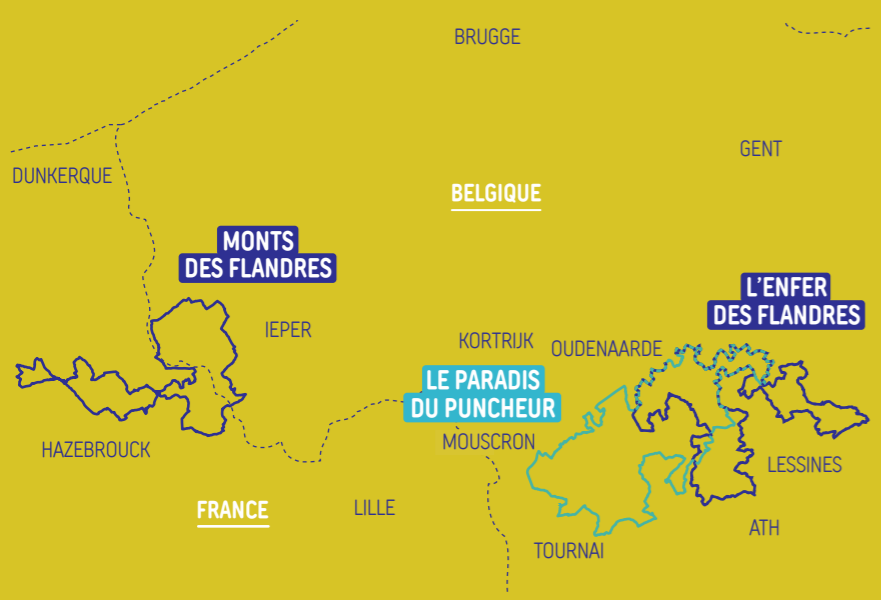 BRUGGE
GENT
DUNKERQUE
BELGIQUE
MONTS
DES FLANDRES
L'ENFER
DES FLANDRES
IEPER
KORTRIJK
OUDENAARDE
LE PARADIS
DU PUNCHEUR
MOUSCRON
HAZEBROUCK
LESSINES
FRANCE
LILLE
ATH
TOURNAI